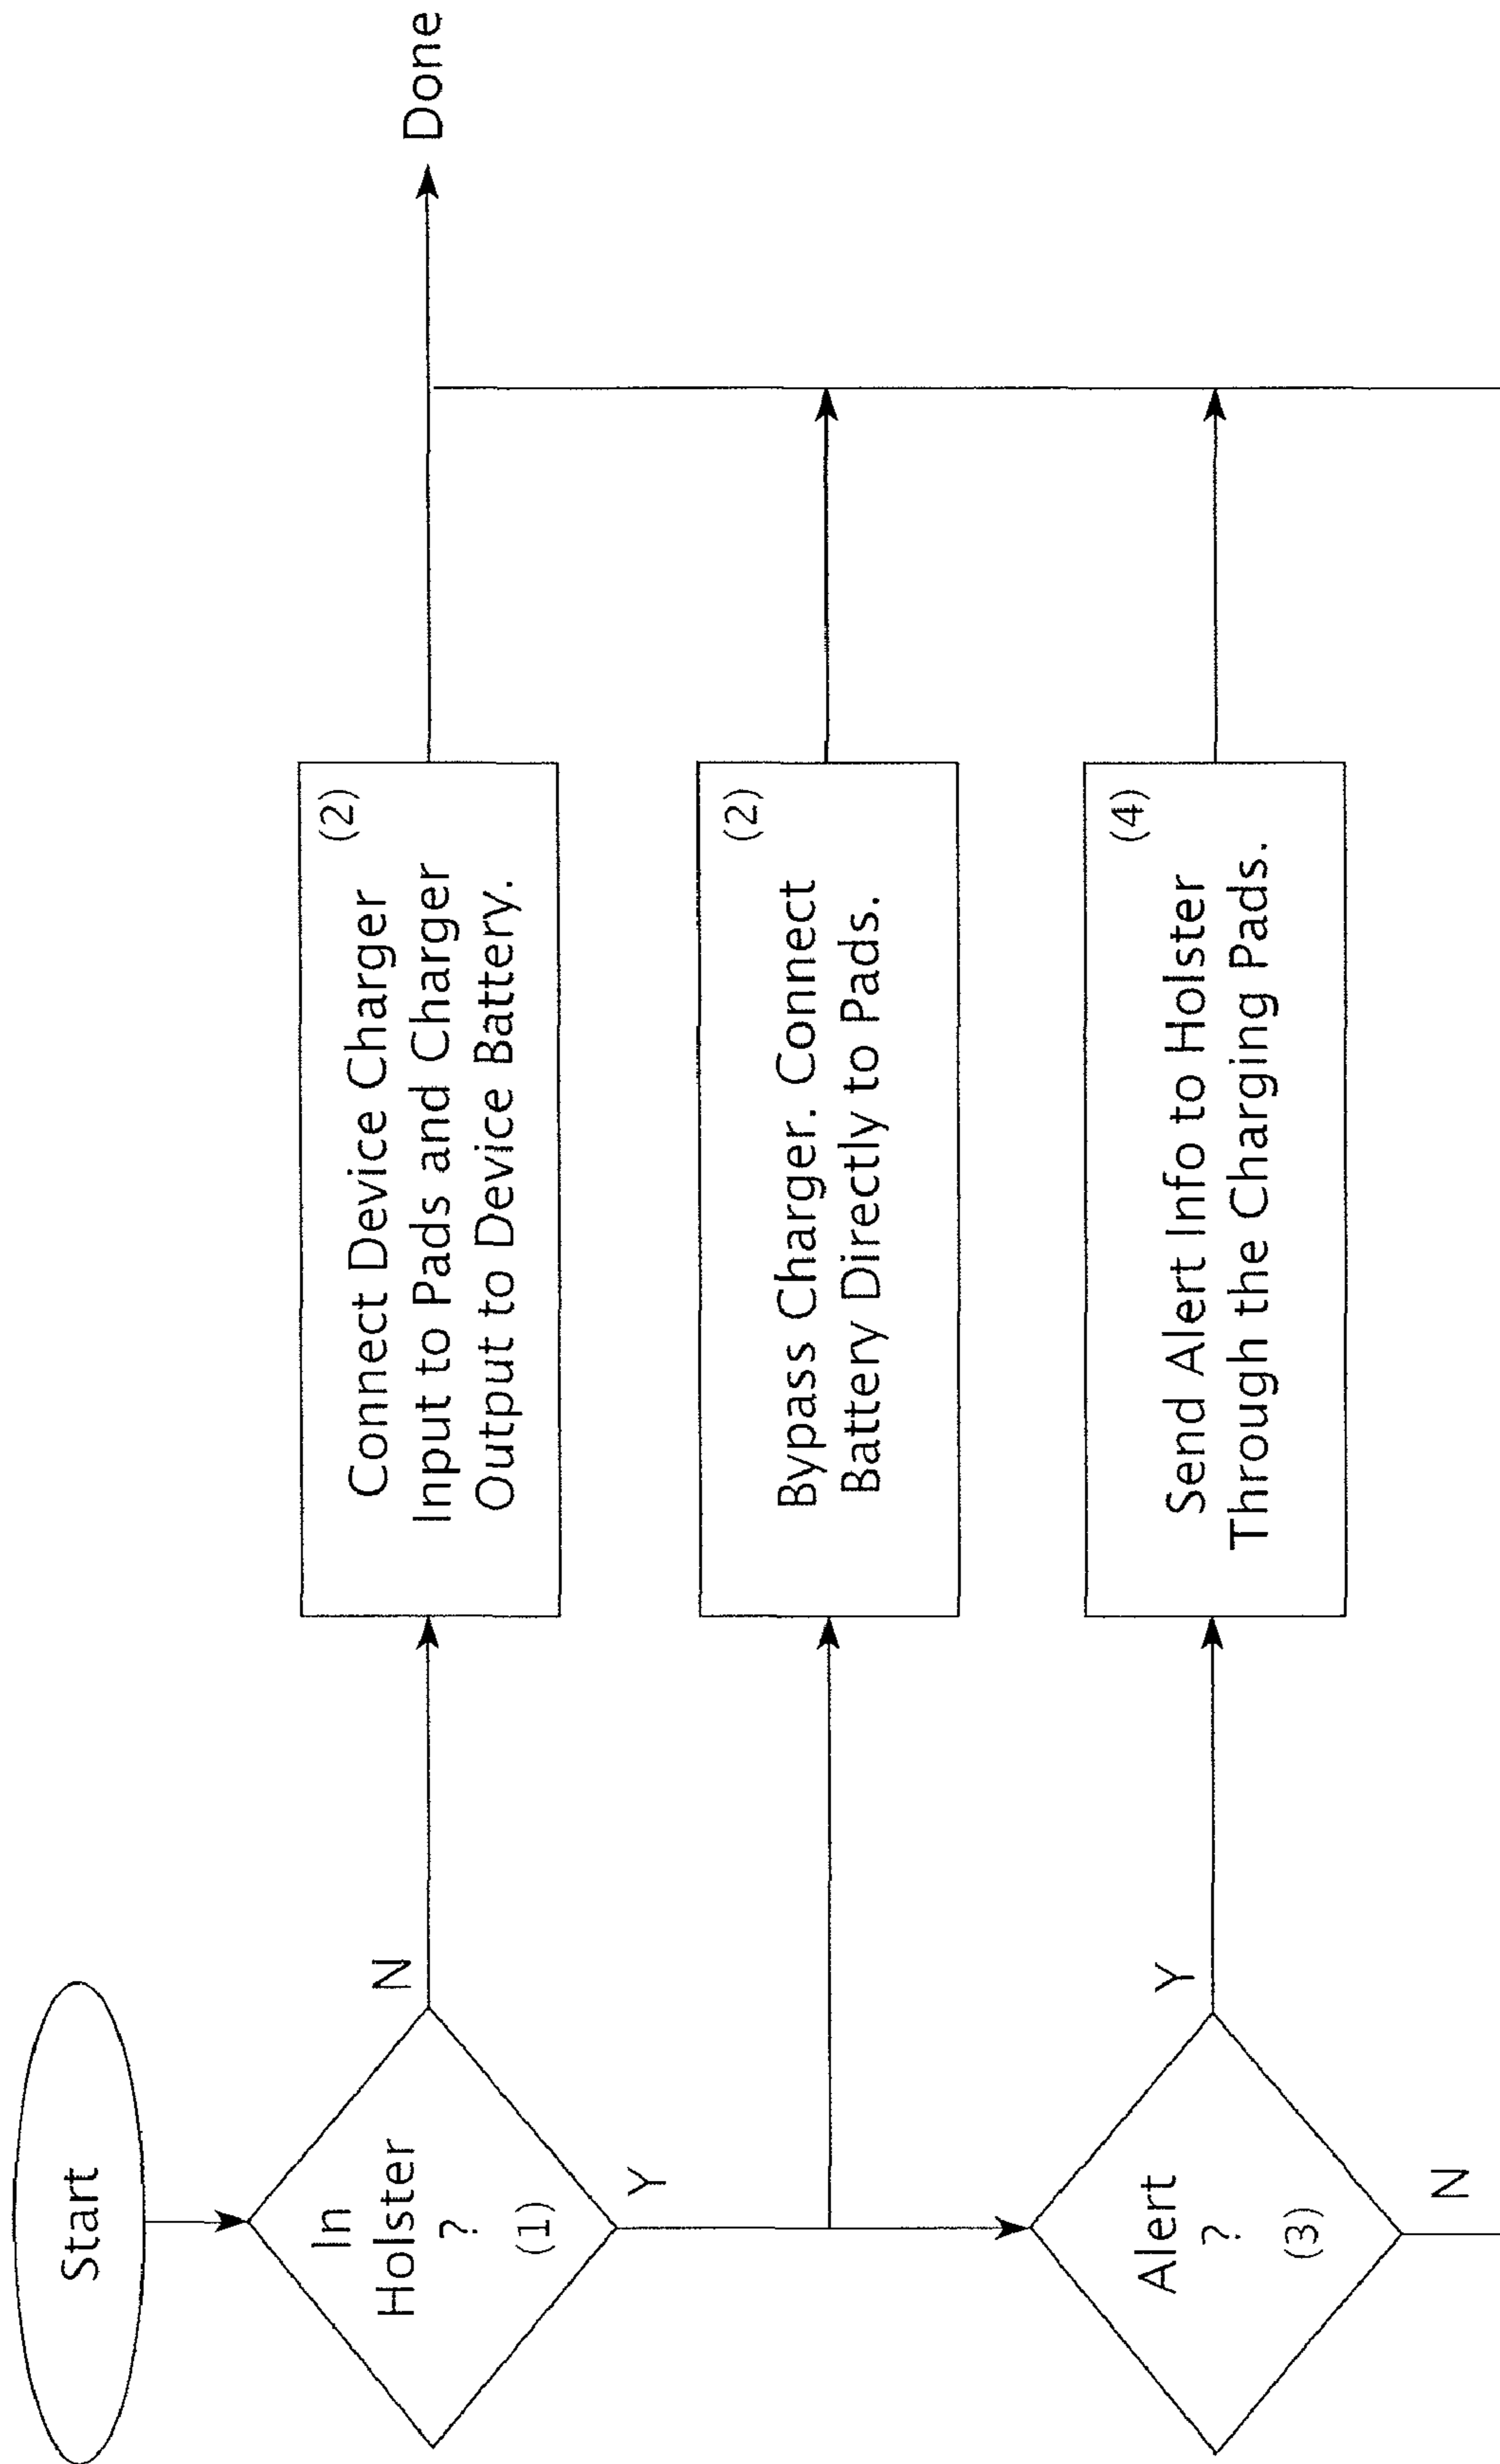 Start
In
Holster
?
(1)
N
Y
(2)
Connect Device Charger
Input to Pads and Charger
Output to Device Battery.
Done
(2)
Bypass Charger. Connect
Battery Directly to Pads.
Alert
?
(3)
Y
N
(4)
Send Alert Info to Holster
Through the Charging Pads.